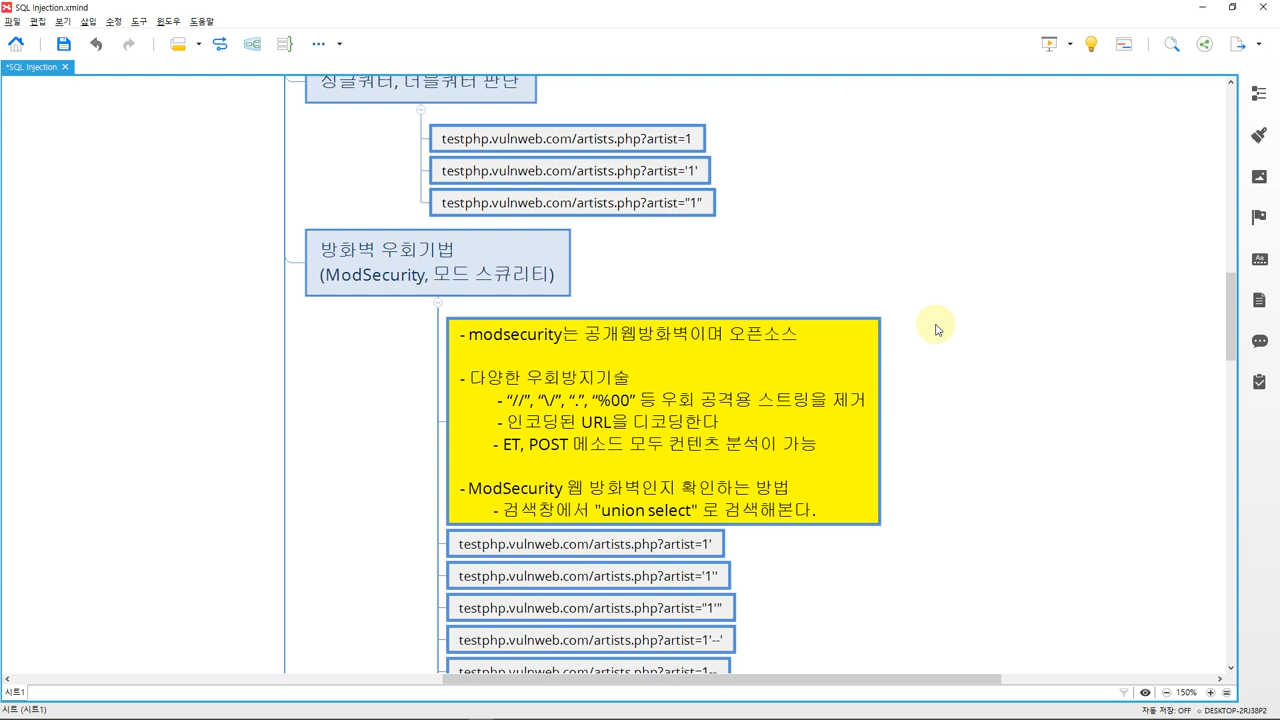 SQL Injection.xmind
파일 편집 보기 삽입 수정 도구 윈도우 도움말
*SQL Injection
싱글쿼터, 더블쿼터 판단
testphp.vulnweb.com/artists.php?artist=1
testphp.vulnweb.com/artists.php?artist='1'
testphp.vulnweb.com/artists.php?artist="1"
방화벽 우회기법
(ModSecurity, 모드 스큐리티)
- modsecurity는 공개웹방화벽이며 오픈소스
- 다양한 우회방지기술
- “//”, “\/”, “.”, “%00” 등 우회 공격용 스트링을 제거
- 인코딩된 URL을 디코딩한다
- ET, POST 메소드 모두 컨텐츠 분석이 가능
- ModSecurity 웹 방화벽인지 확인하는 방법
- 검색창에서 "union select" 로 검색해본다.
testphp.vulnweb.com/artists.php?artist=1'
testphp.vulnweb.com/artists.php?artist='1''
testphp.vulnweb.com/artists.php?artist="1'"
testphp.vulnweb.com/artists.php?artist=1'--'
testphp.vulnweb.com/artists.php?artist=1--
시트1
150%
시트 (시트1)
자동 저장: OFF
DESKTOP-2RJ38P2